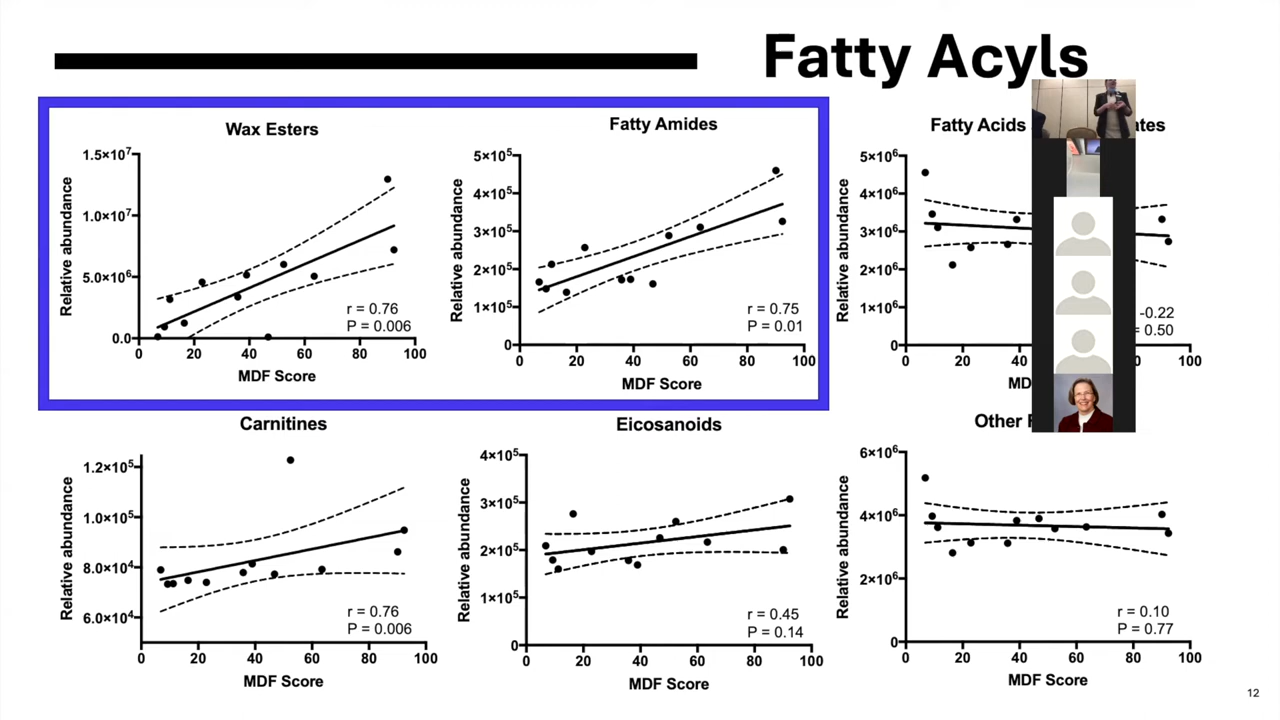 Fatty Acyls
Wax Esters
Relative abundance
1.5×10⁷
1.0×10⁷
5.0×10⁶
0.0
0 20 40 60 80 100
MDF Score
r = 0.76
P = 0.006
Fatty Amides
Relative abundance
5×10⁵
4×10⁵
3×10⁵
2×10⁵
1×10⁵
0
0 20 40 60 80 100
MDF Score
r = 0.75
P = 0.01
Fatty Acids
Relative abundance
5×10⁶
4×10⁶
3×10⁶
2×10⁶
1×10⁶
0
0 20 40 80 100
-0.22
= 0.50
Carnitines
Relative abundance
1.2×10⁵
1.0×10⁵
8.0×10⁴
6.0×10⁴
0 20 40 60 80 100
MDF Score
r = 0.76
P = 0.006
Eicosanoids
Relative abundance
4×10⁵
3×10⁵
2×10⁵
1×10⁵
0
0 20 40 60 80 100
MDF Score
r = 0.45
P = 0.14
Other
Relative abundance
6×10⁶
4×10⁶
2×10⁶
0
0 20 40 60 80 100
MDF Score
r = 0.10
P = 0.77
12